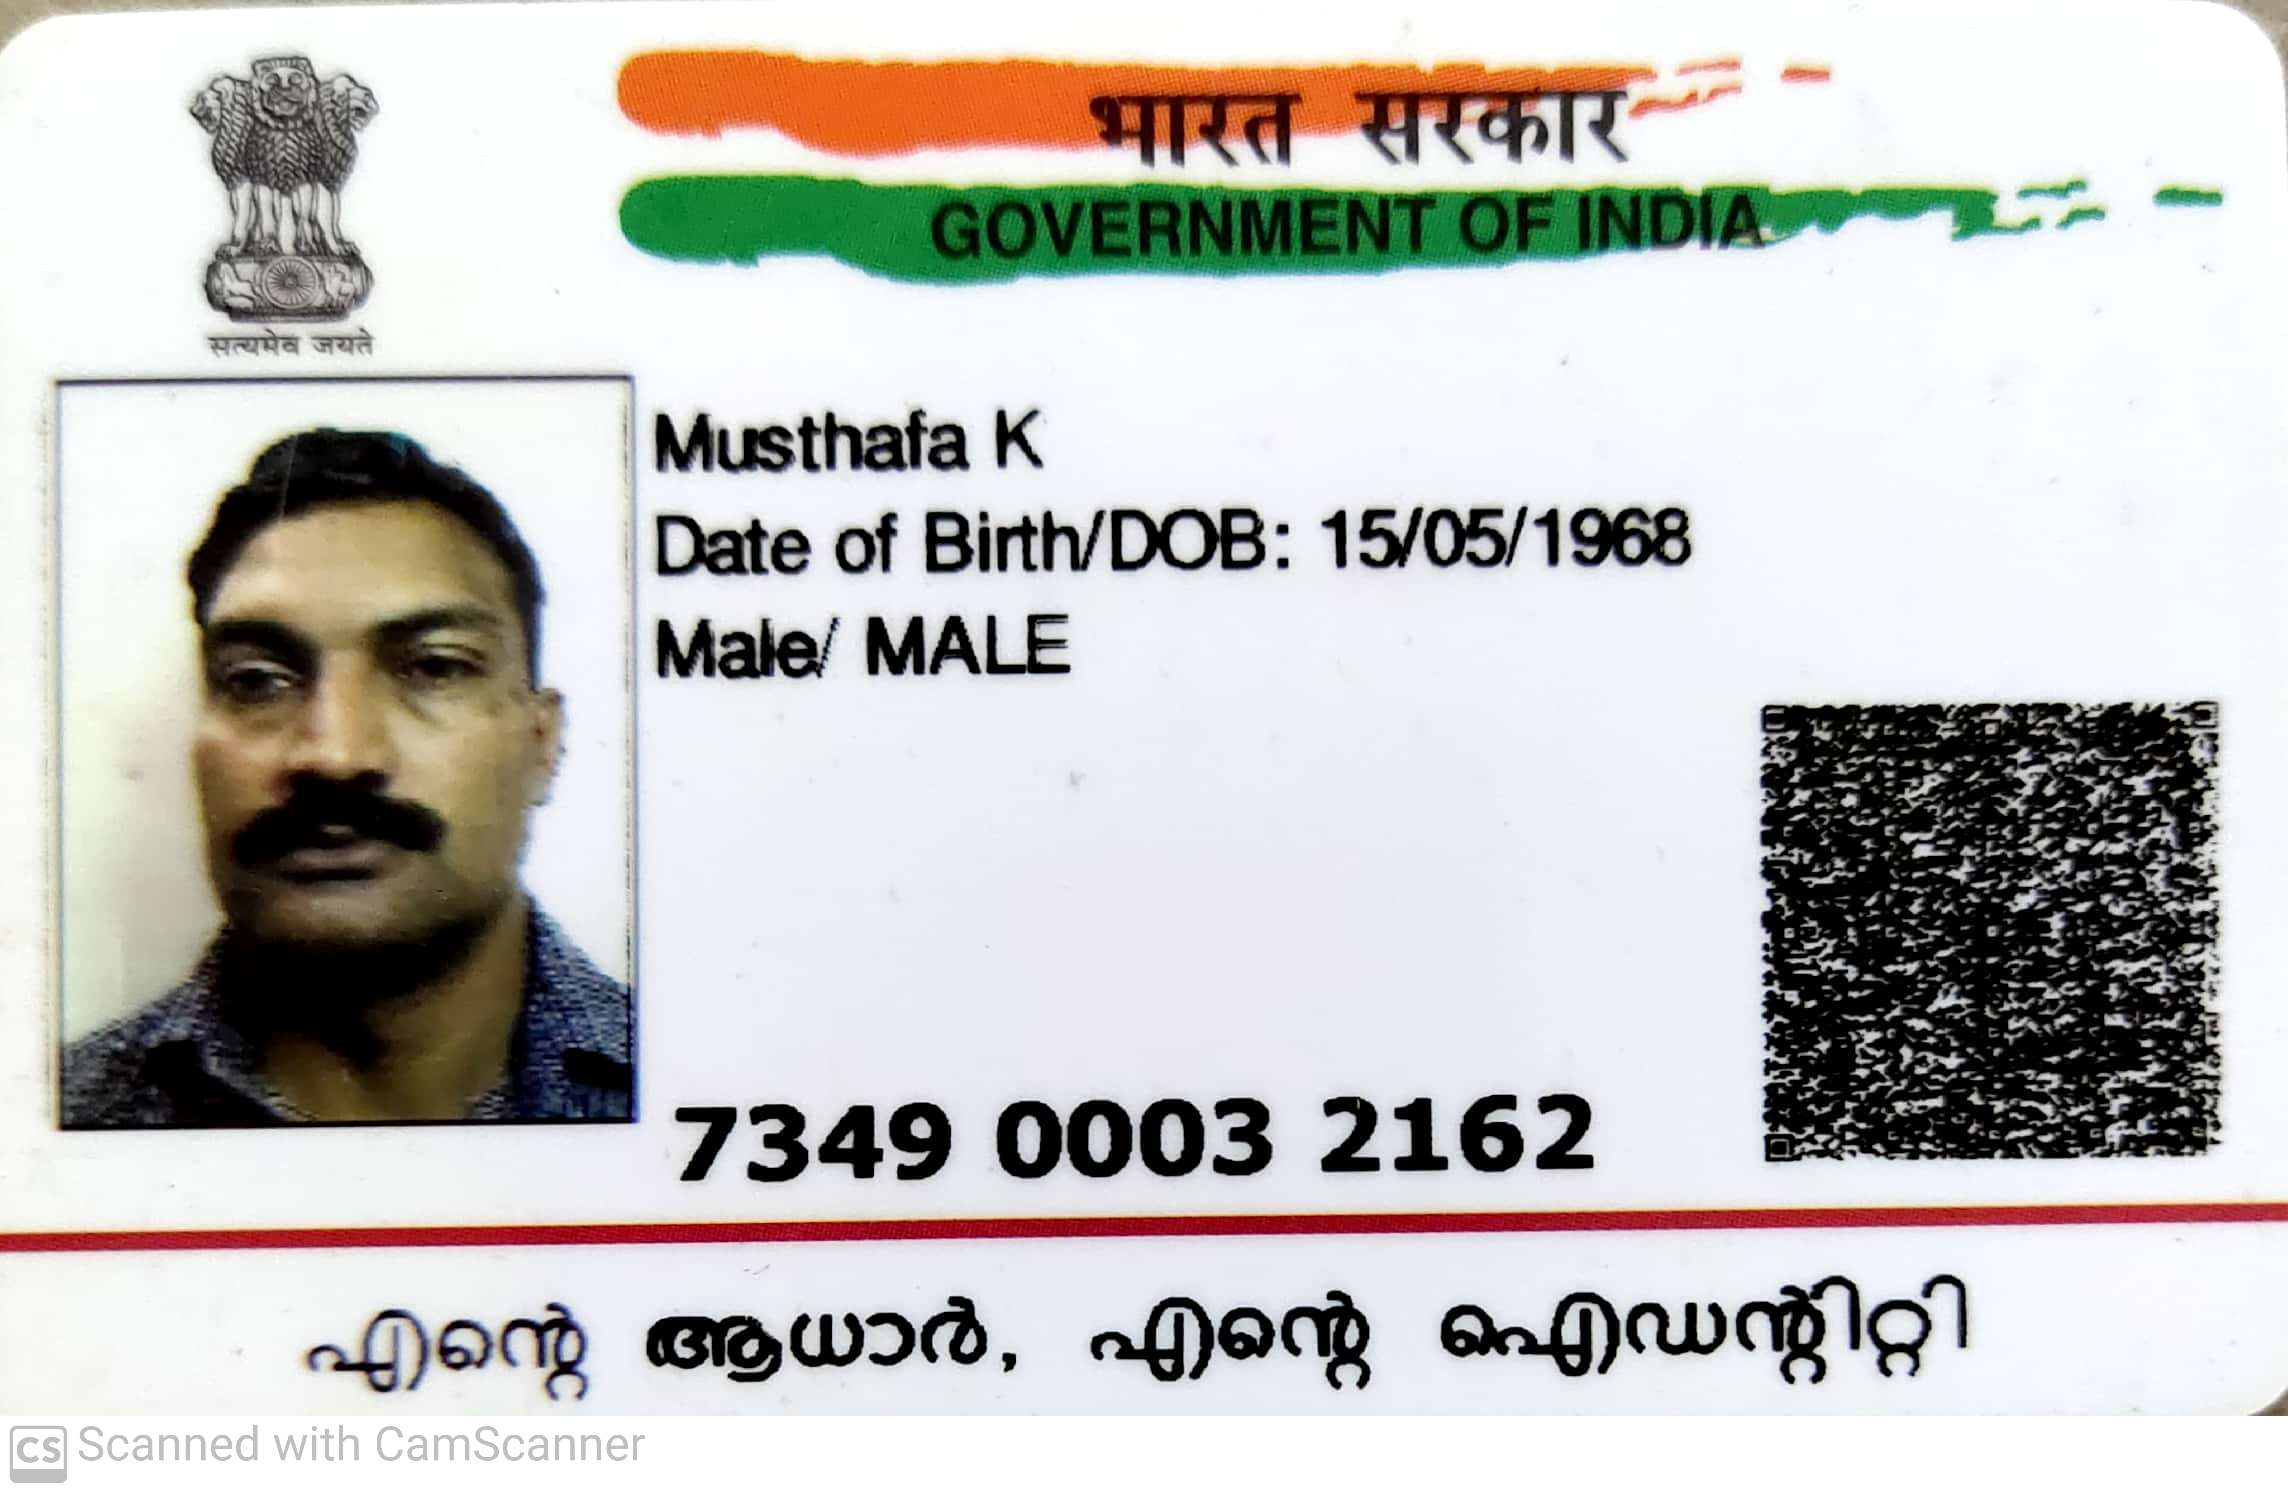 भारत सरकार
GOVERNMENT OF INDIA
सत्यमेव जयते
Musthafa K
Date of Birth/DOB: 15/05/1968
Male/ MALE
7349 0003 2162
എന്റെ ആധാർ, എന്റെ ഐഡന്റിറ്റി
CS Scanned with CamScanner